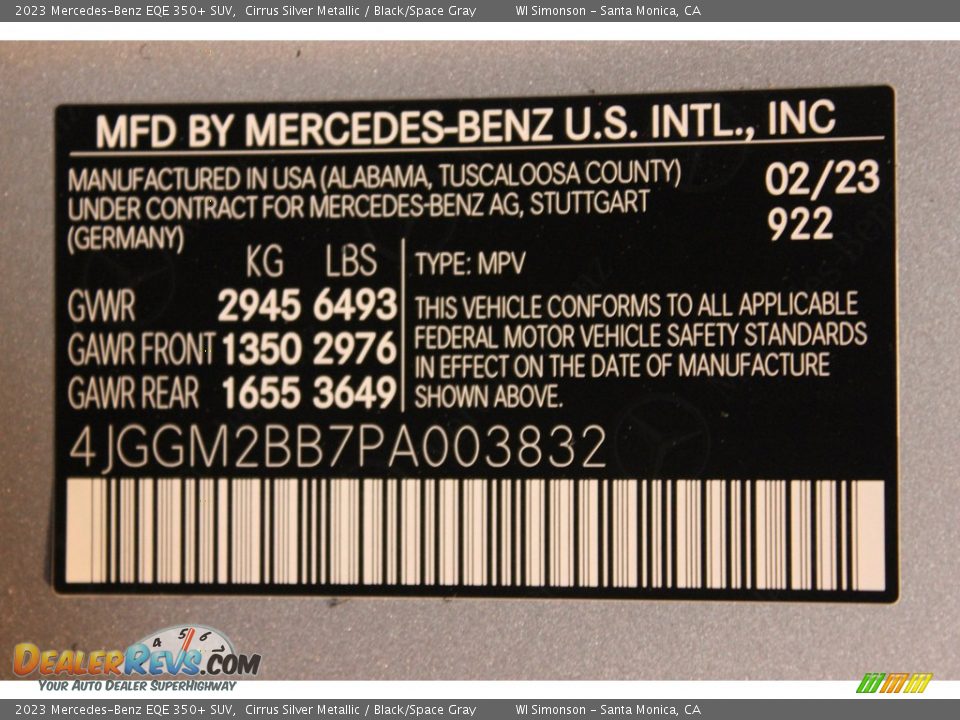 2023 Mercedes-Benz EQE 350+ SUV, Cirrus Silver Metallic / Black/Space Gray WI Simonson - Santa Monica, CA
MFD BY MERCEDES-BENZ U.S. INTL., INC
MANUFACTURED IN USA (ALABAMA, TUSCALOOSA COUNTY) 02/23
UNDER CONTRACT FOR MERCEDES-BENZ AG, STUTTGART 922
(GERMANY)
KG LBS
GVWR 2945 6493
GAWR FRONT 1350 2976
GAWR REAR 1655 3649
TYPE: MPV
THIS VEHICLE CONFORMS TO ALL APPLICABLE
FEDERAL MOTOR VEHICLE SAFETY STANDARDS
IN EFFECT ON THE DATE OF MANUFACTURE
SHOWN ABOVE.
4JGGM2BB7PA003832
4 5 6
DEALERREVS.COM
YOUR AUTO DEALER SUPERHIGHWAY
2023 Mercedes-Benz EQE 350+ SUV, Cirrus Silver Metallic / Black/Space Gray WI Simonson - Santa Monica, CA